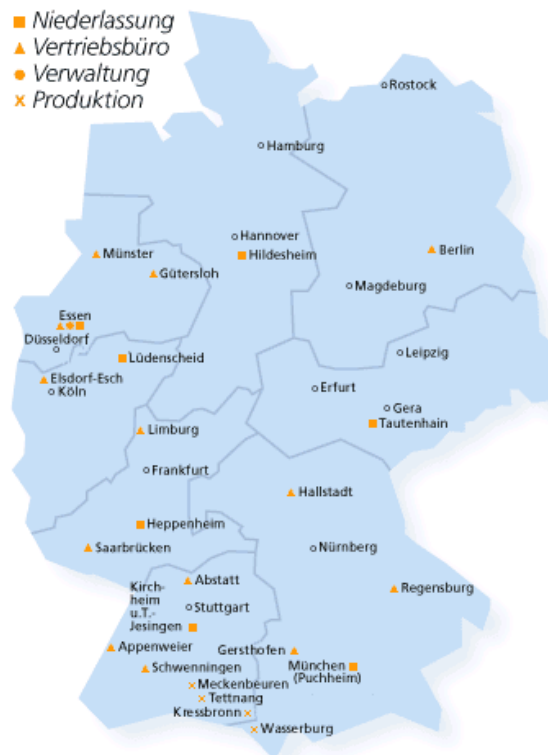 Niederlassung
Vertriebsbüro
Verwaltung
Produktion
Rostock
Hamburg
Hannover
Hildesheim
Münster
Gütersloh
Berlin
Magdeburg
Essen
Düsseldorf
Lüdenscheid
Leipzig
Elsdorf-Esch
Köln
Erfurt
Gera
Tautenhain
Limburg
Frankfurt
Hallstadt
Heppenheim
Saarbrücken
Nürnberg
Abstatt
Regensburg
Kirch-
heim
u.T.-
Jesingen
Stuttgart
Appenweier
Gersthofen
Schwenningen
München
(Puchheim)
Meckenbeuren
Tettnang
Kressbronn
Wasserburg